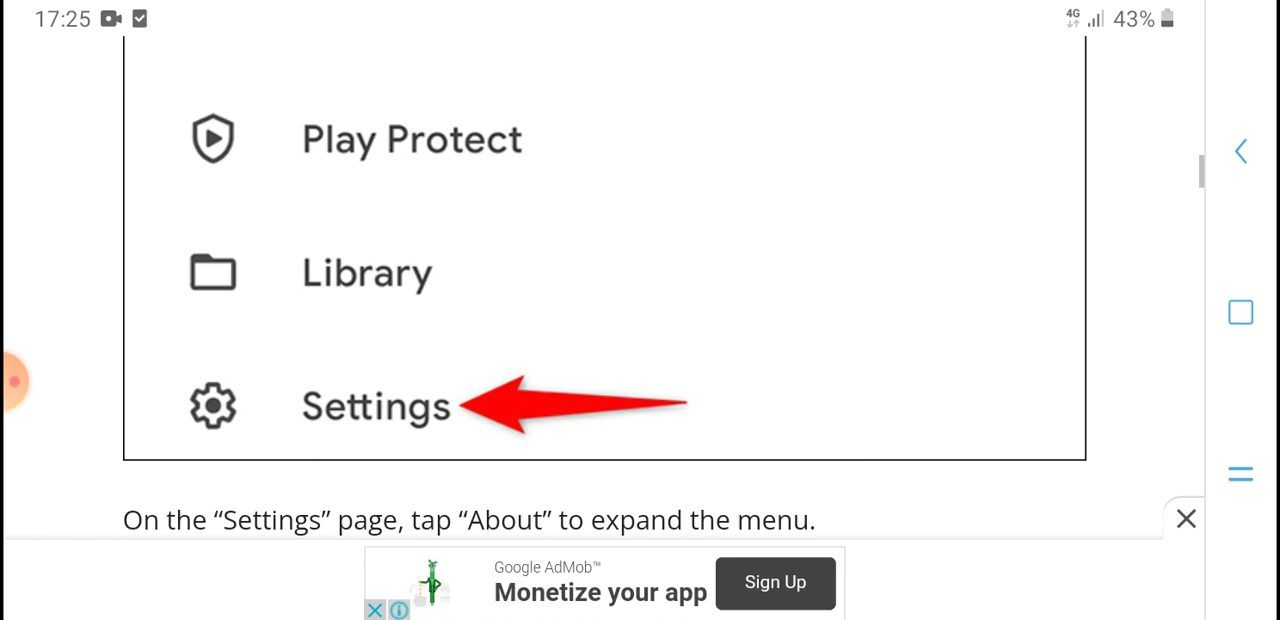 17:25
4G 43%
Play Protect
Library
Settings
On the “Settings” page, tap “About” to expand the menu.
Google AdMob™
Monetize your app
Sign Up